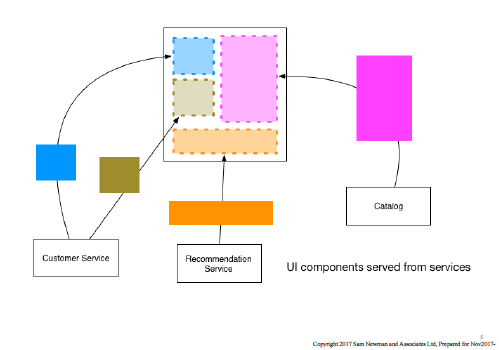 Customer Service
Recommendation
Service
Catalog
UI components served from services
5
Copyright 2017 Sam Newman and Associates Ltd, Prepared for Nov2017-